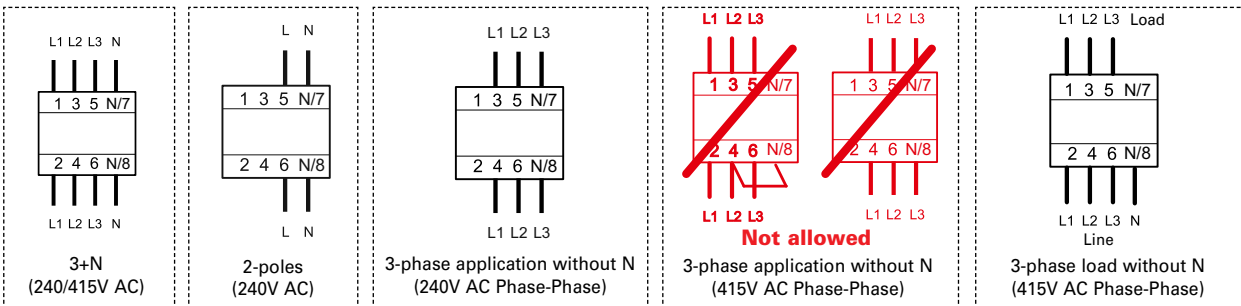 L1 L2 L3 N
1 3 5 N/7
2 4 6 N/8
L1 L2 L3 N
3+N
(240/415V AC)
L N
1 3 5 N/7
2 4 6 N/8
L N
2-poles
(240V AC)
L1 L2 L3
1 3 5 N/7
2 4 6 N/8
L1 L2 L3
3-phase application without N
(240V AC Phase-Phase)
L1 L2 L3
1 3 5 N/7
2 4 6 N/8
L1 L2 L3
L1 L2 L3
1 3 5 N/7
2 4 6 N/8
L1 L2 L3
Not allowed
3-phase application without N
(415V AC Phase-Phase)
L1 L2 L3 Load
1 3 5 N/7
2 4 6 N/8
L1 L2 L3 N
Line
3-phase load without N
(415V AC Phase-Phase)